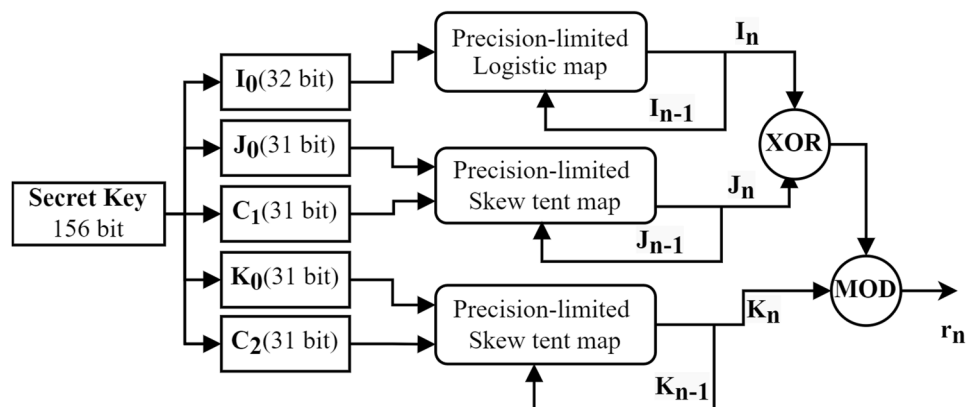 Secret Key
156 bit
I0(32 bit)
J0(31 bit)
C1(31 bit)
K0(31 bit)
C2(31 bit)
Precision-limited
Logistic map
In
In-1
Precision-limited
Skew tent map
Jn
Jn-1
Precision-limited
Skew tent map
Kn
Kn-1
XOR
MOD
rn